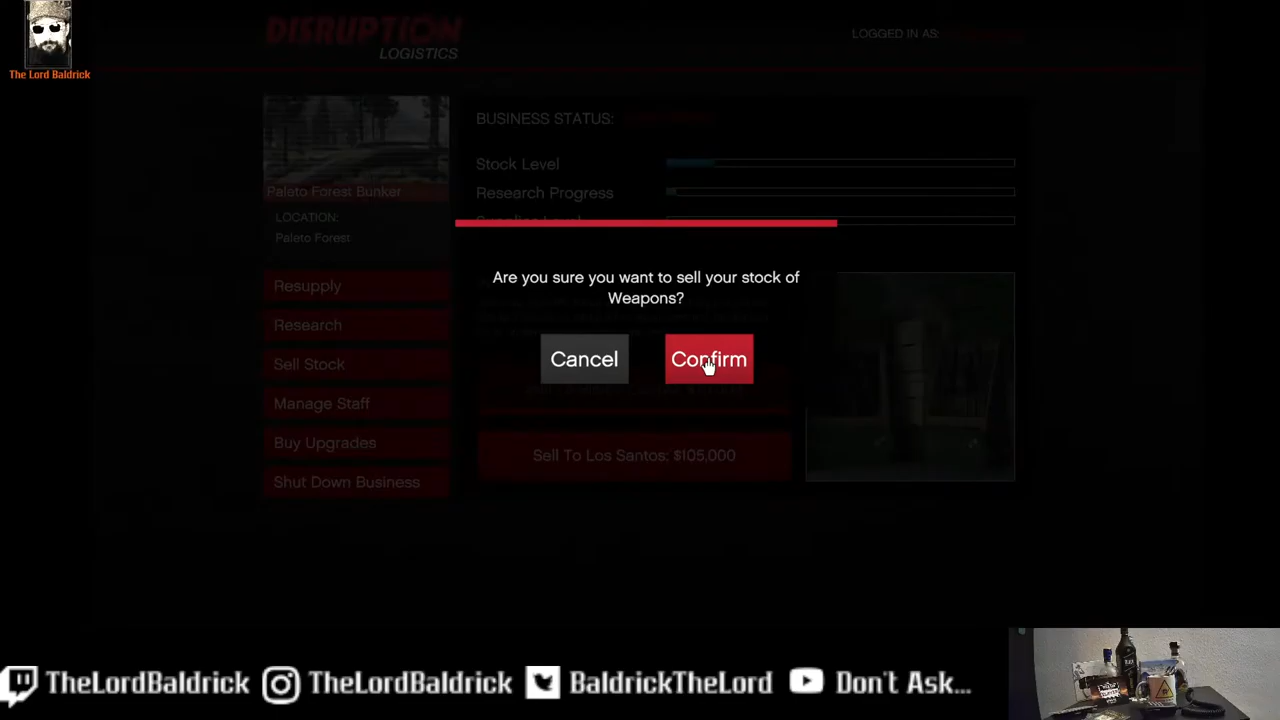 DISRUPTION
LOGISTICS
LOGGED IN AS:
The Lord Baldrick
Paleto Forest Bunker
LOCATION:
Paleto Forest
Resupply
Research
Sell Stock
Manage Staff
Buy Upgrades
Shut Down Business
BUSINESS STATUS:
Stock Level
Research Progress
Are you sure you want to sell your stock of
Weapons?
Cancel
Confirm
Sell To Los Santos: $105,000
TheLordBaldrick
TheLordBaldrick
BaldrickTheLord
Don't Ask...